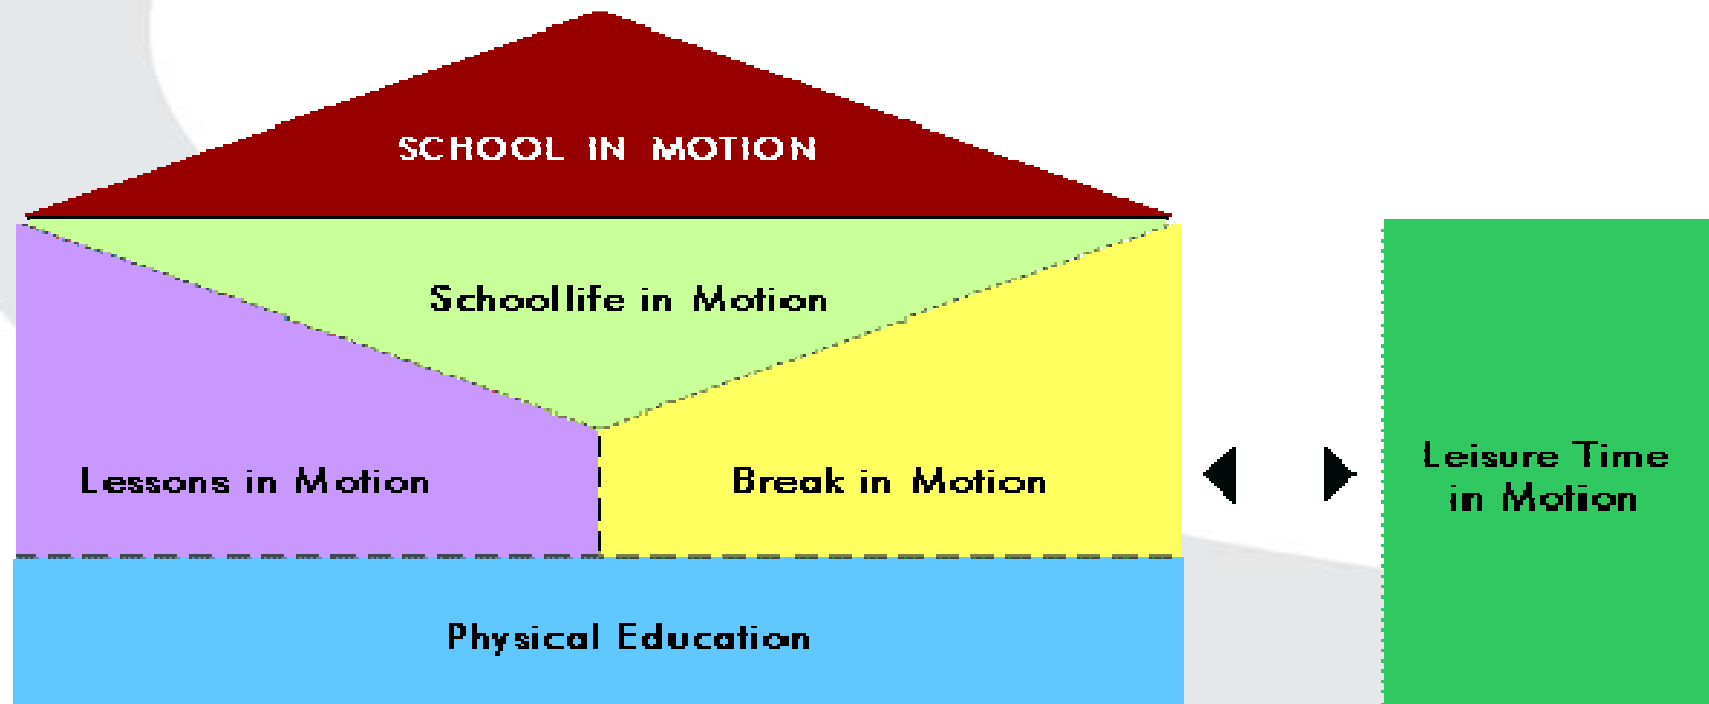 SCHOOL IN MOTION
Schoollife in Motion
Lessons in Motion
Break in Motion
Leisure Time
in Motion
Physical Education